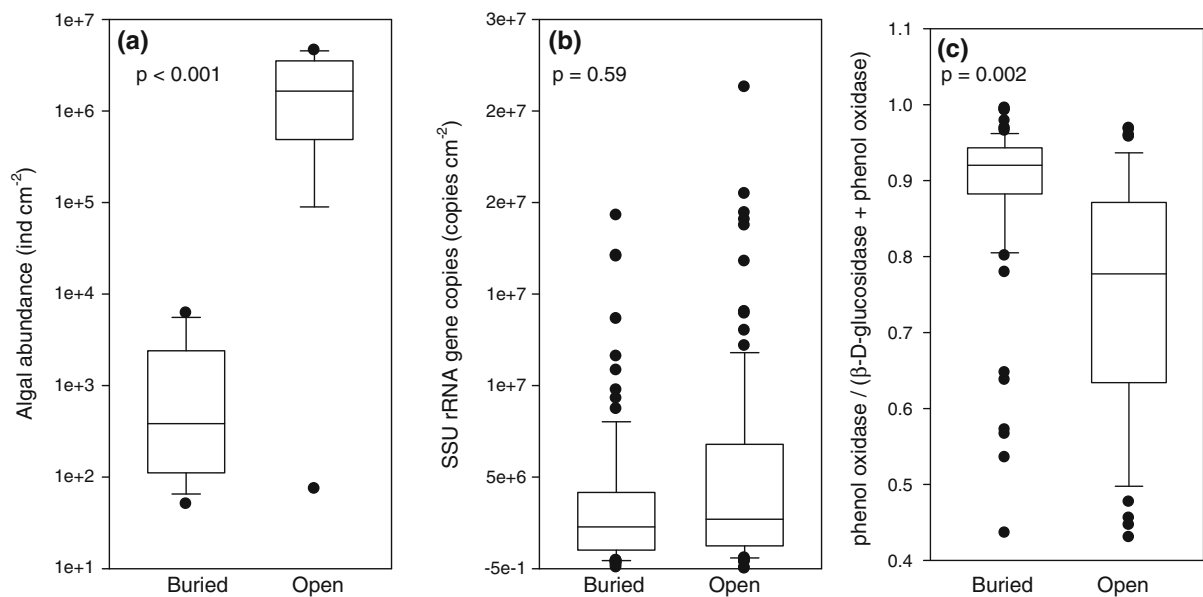 (a)
p < 0.001
Algal abundance (ind cm-2)
1e+7
1e+6
1e+5
1e+4
1e+3
1e+2
1e+1
Buried
Open
(b)
p = 0.59
SSU rRNA gene copies (copies cm-2)
3e+7
2e+7
2e+7
1e+7
1e+7
5e+6
-5e-1
Buried
Open
(c)
p = 0.002
phenol oxidase / (β-D-glucosidase + phenol oxidase)
1.1
1.0
0.9
0.8
0.7
0.6
0.5
0.4
Buried
Open